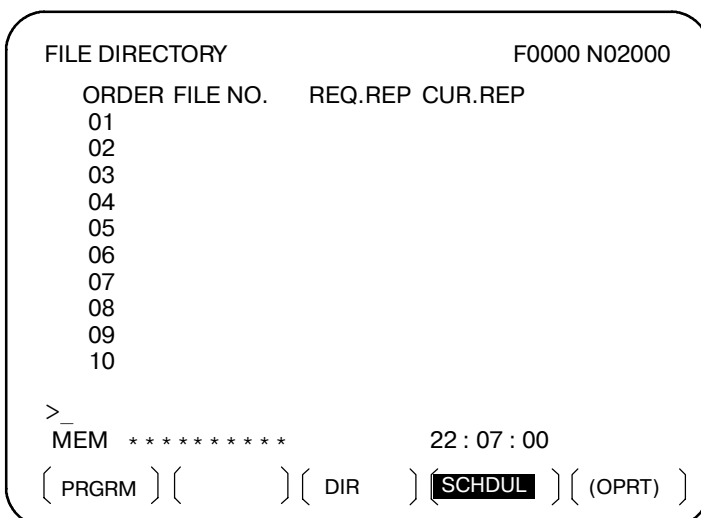 FILE DIRECTORY F0000 N02000
ORDER FILE NO. REQ.REP CUR.REP
01
02
03
04
05
06
07
08
09
10
>_
MEM * * * * * * * * * * 22 : 07 : 00
[ PRGRM ] [ ] [ DIR ] [ SCHDUL ] [ (OPRT) ]